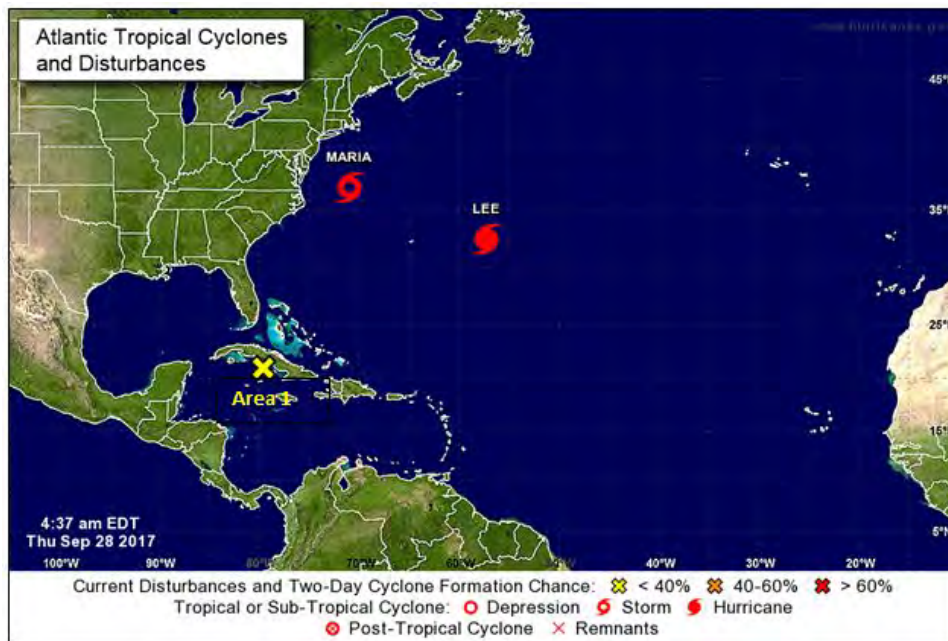 Atlantic Tropical Cyclones
and Disturbances
45°N
MARIA
LEE
35°N
25°N
Area 1
15°N
4:37 am EDT
Thu Sep 28 2017
5°N
100°W 90°W 80°W 70°W 60°W 50°W 40°W 30°W 20°W
Current Disturbances and Two-Day Cyclone Formation Chance: < 40% 40-60% > 60%
Tropical or Sub-Tropical Cyclone: Depression Storm Hurricane
Post-Tropical Cyclone Remnants